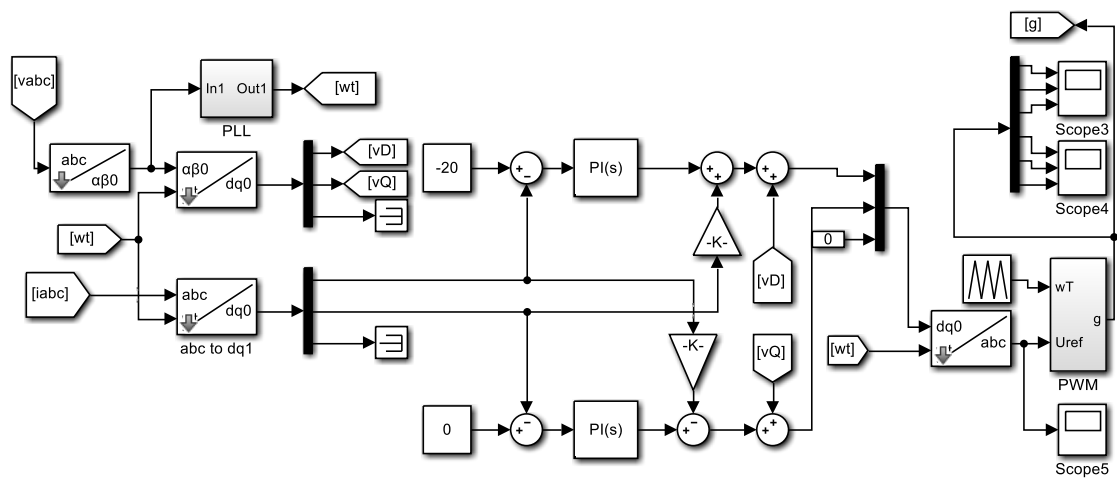 [g]
[vabc]
In1 Out1
PLL
[wt]
Scope3
abc
αβ0
αβ0
dq0
[vD]
[vQ]
-20
+
−
PI(s)
+
+
+
+
Scope4
[wt]
-K-
0
[vD]
[iabc]
abc
dq0
abc to dq1
wT
g
Uref
PWM
dq0
abc
[wt]
-K-
[vQ]
0
+
−
PI(s)
+
−
+
+
Scope5